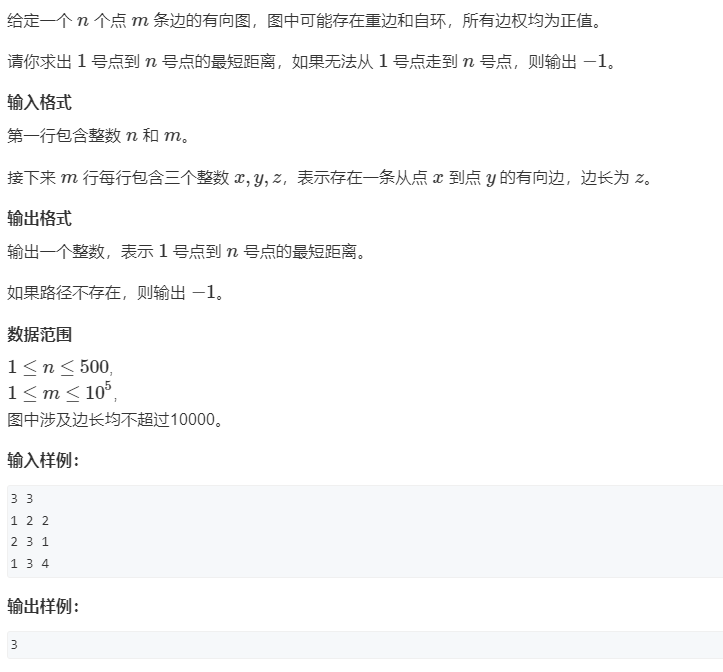 给定一个 n 个点 m 条边的有向图，图中可能存在重边和自环，所有边权均为正值。
请你求出 1 号点到 n 号点的最短距离，如果无法从 1 号点走到 n 号点，则输出 −1。
输入格式
第一行包含整数 n 和 m。
接下来 m 行每行包含三个整数 x, y, z，表示存在一条从点 x 到点 y 的有向边，边长为 z。
输出格式
输出一个整数，表示 1 号点到 n 号点的最短距离。
如果路径不存在，则输出 −1。
数据范围
1 ≤ n ≤ 500,
1 ≤ m ≤ 10⁵,
图中涉及边长均不超过10000。
输入样例：
3 3
1 2 2
2 3 1
1 3 4
输出样例：
3